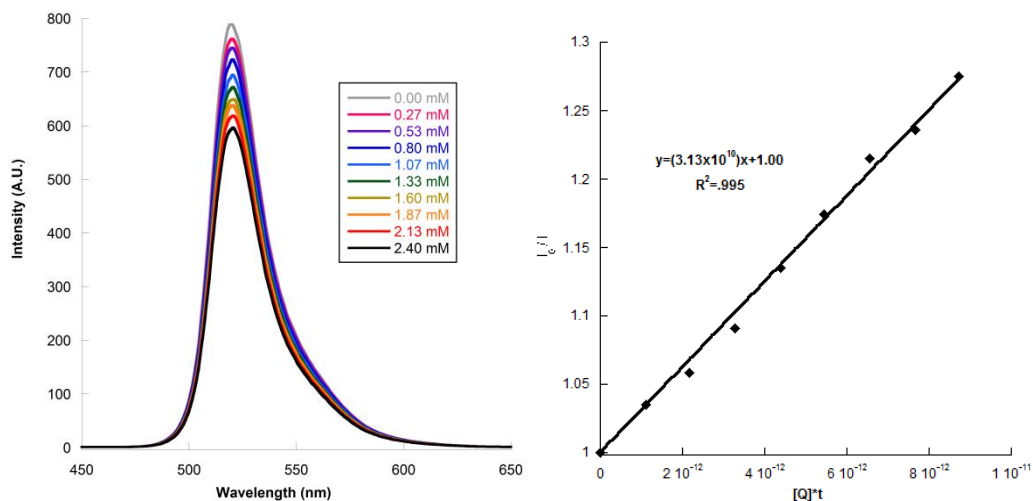 800
700
600
500
400
300
200
100
0
Intensity (A.U.)
450 500 550 600 650
Wavelength (nm)
0.00 mM
0.27 mM
0.53 mM
0.80 mM
1.07 mM
1.33 mM
1.60 mM
1.87 mM
2.13 mM
2.40 mM
1.3
1.25
1.2
1.15
1.1
1.05
1
I₀ / I
y=(3.13x10¹⁰)x+1.00
R²=.995
0 2 10⁻¹² 4 10⁻¹² 6 10⁻¹² 8 10⁻¹² 1 10⁻¹¹
[Q]*t